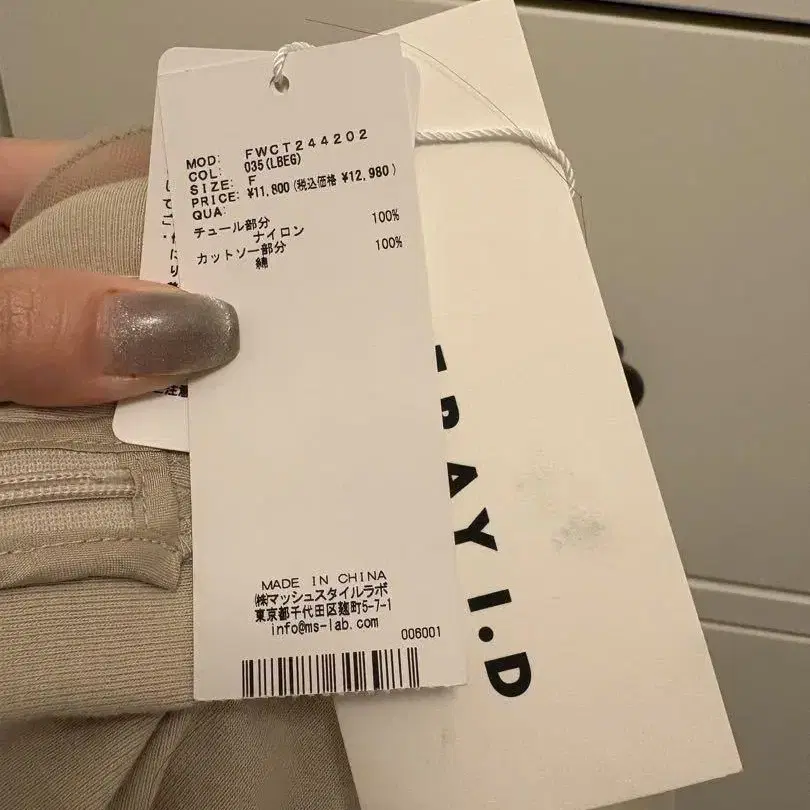 MOD: FWCT244202
COL: 035(LBEG)
SIZE: F
PRICE: ¥11,800(税込価格 ¥12,980)
QUA:
チュール部分
ナイロン 100%
カットソー部分
綿 100%
MADE IN CHINA
㈱マッシュスタイルラボ
東京都千代田区麹町5-7-1
info@ms-lab.com
006001
RAY I.D